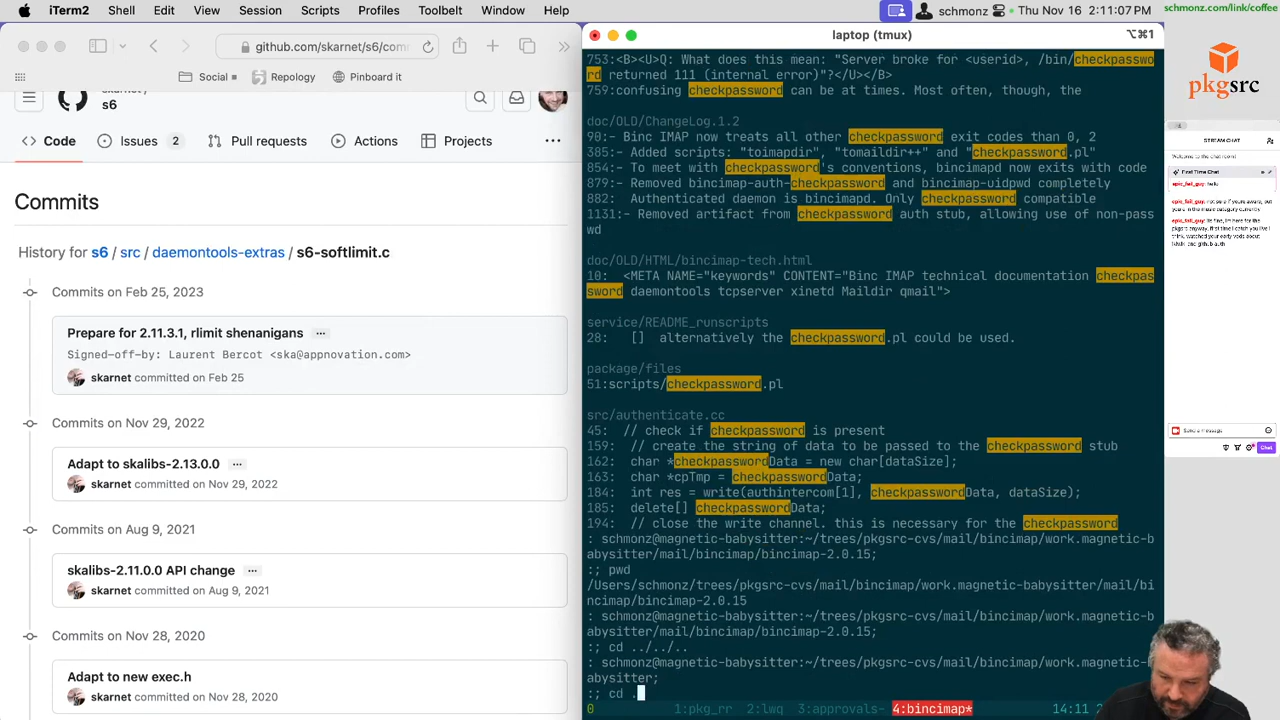 iTerm2 Shell Edit View Session Scripts Profiles Toolbelt Window Help
schmonz Thu Nov 16 2:11:07 PM
schmonz.com/link/coffee
github.com/skarnet/s6/com
Social Repology Pinboard it
s6
Code Issues 2 Pull requests Actions Projects
Commits
History for s6 / src / daemontools-extras / s6-softlimit.c
Commits on Feb 25, 2023
Prepare for 2.11.3.1, rlimit shenanigans
Signed-off-by: Laurent Bercot <ska@appnovation.com>
skarnet committed on Feb 25
Commits on Nov 29, 2022
Adapt to skalibs-2.13.0.0
skarnet committed on Nov 29, 2022
Commits on Aug 9, 2021
skalibs-2.11.0.0 API change
skarnet committed on Aug 9, 2021
Commits on Nov 28, 2020
Adapt to new exec.h
skarnet committed on Nov 28, 2020
laptop (tmux)
⌥⌘1
753:<B><U>Q: What does this mean: "Server broke for <userid>, /bin/checkpasswo
rd returned 111 (internal error)"?</U></B>
759:confusing checkpassword can be at times. Most often, though, the
doc/OLD/ChangeLog.1.2
90:- Binc IMAP now treats all other checkpassword exit codes than 0, 2
385:- Added scripts: "toimapdir", "tomaildir++" and "checkpassword.pl"
854:- To meet with checkpassword's conventions, bincimapd now exits with code
879:- Removed bincimap-auth-checkpassword and bincimap-uidpwd completely
882: Authenticated daemon is bincimapd. Only checkpassword compatible
1131:- Removed artifact from checkpassword auth stub, allowing use of non-pass
wd
doc/OLD/HTML/bincimap-tech.html
10: <META NAME="keywords" CONTENT="Binc IMAP technical documentation checkpas
sword daemontools tcpserver xinetd Maildir qmail">
service/README_runscripts
28: [] alternatively the checkpassword.pl could be used.
package/files
51:scripts/checkpassword.pl
src/authenticate.cc
45: // check if checkpassword is present
159: // create the string of data to be passed to the checkpassword stub
162: char *checkpasswordData = new char[dataSize];
163: char *cpTmp = checkpasswordData;
184: int res = write(authintercom[1], checkpasswordData, dataSize);
185: delete[] checkpasswordData;
194: // close the write channel. this is necessary for the checkpassword
: schmonz@magnetic-babysitter:~/trees/pkgsrc-cvs/mail/bincimap/work.magnetic-b
abysitter/mail/bincimap/bincimap-2.0.15;
:; pwd
/Users/schmonz/trees/pkgsrc-cvs/mail/bincimap/work.magnetic-babysitter/mail/bi
ncimap/bincimap-2.0.15
: schmonz@magnetic-babysitter:~/trees/pkgsrc-cvs/mail/bincimap/work.magnetic-b
abysitter/mail/bincimap/bincimap-2.0.15;
:; cd ../../..
: schmonz@magnetic-babysitter:~/trees/pkgsrc-cvs/mail/bincimap/work.magnetic-b
abysitter;
:; cd .
0 1:pkg_rr 2:lwq 3:approvals- 4:bincimap* 14:11
pkgsrc
STREAM CHAT
Welcome to the chat room!
First Time Chat
epic_fail_guy: hello
Send a message
Chat